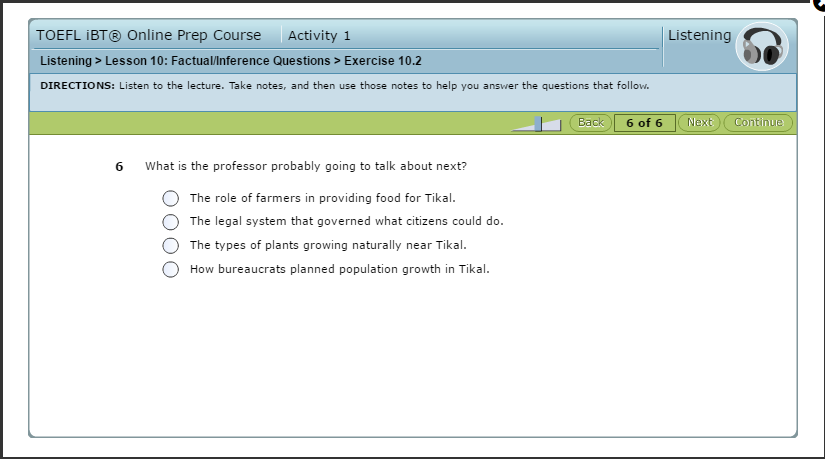 TOEFL iBT® Online Prep Course Activity 1 Listening
Listening > Lesson 10: Factual/Inference Questions > Exercise 10.2
DIRECTIONS: Listen to the lecture. Take notes, and then use those notes to help you answer the questions that follow.
Back 6 of 6 Next Continue
6 What is the professor probably going to talk about next?
The role of farmers in providing food for Tikal.
The legal system that governed what citizens could do.
The types of plants growing naturally near Tikal.
How bureaucrats planned population growth in Tikal.